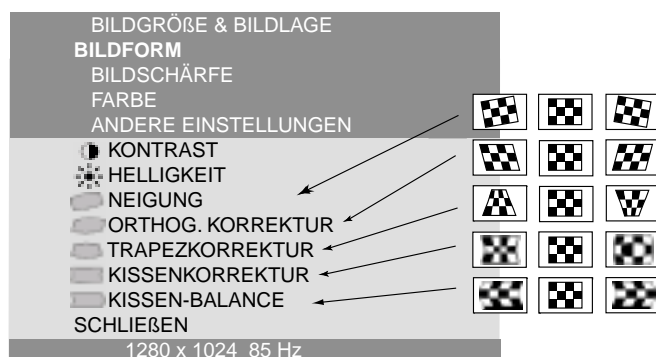 BILDGRÖßE & BILDLAGE
BILDFORM
BILDSCHÄRFE
FARBE
ANDERE EINSTELLUNGEN
KONTRAST
HELLIGKEIT
NEIGUNG
ORTHOG. KORREKTUR
TRAPEZKORREKTUR
KISSENKORREKTUR
KISSEN-BALANCE
SCHLIEßEN
1280 x 1024 85 Hz